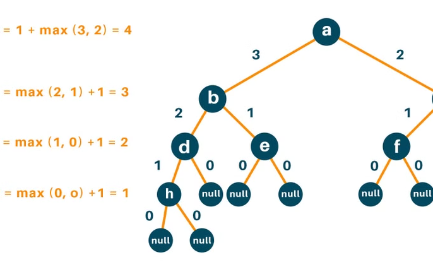 = 1 + max (3, 2) = 4
a
3
2
= max (2, 1) +1 = 3
b
2
1
1
= max (1, 0) +1 = 2
d
e
f
1
0
0
0
0
0
= max (0, o) +1 = 1
h
null
null
null
null
null
0
0
null
null